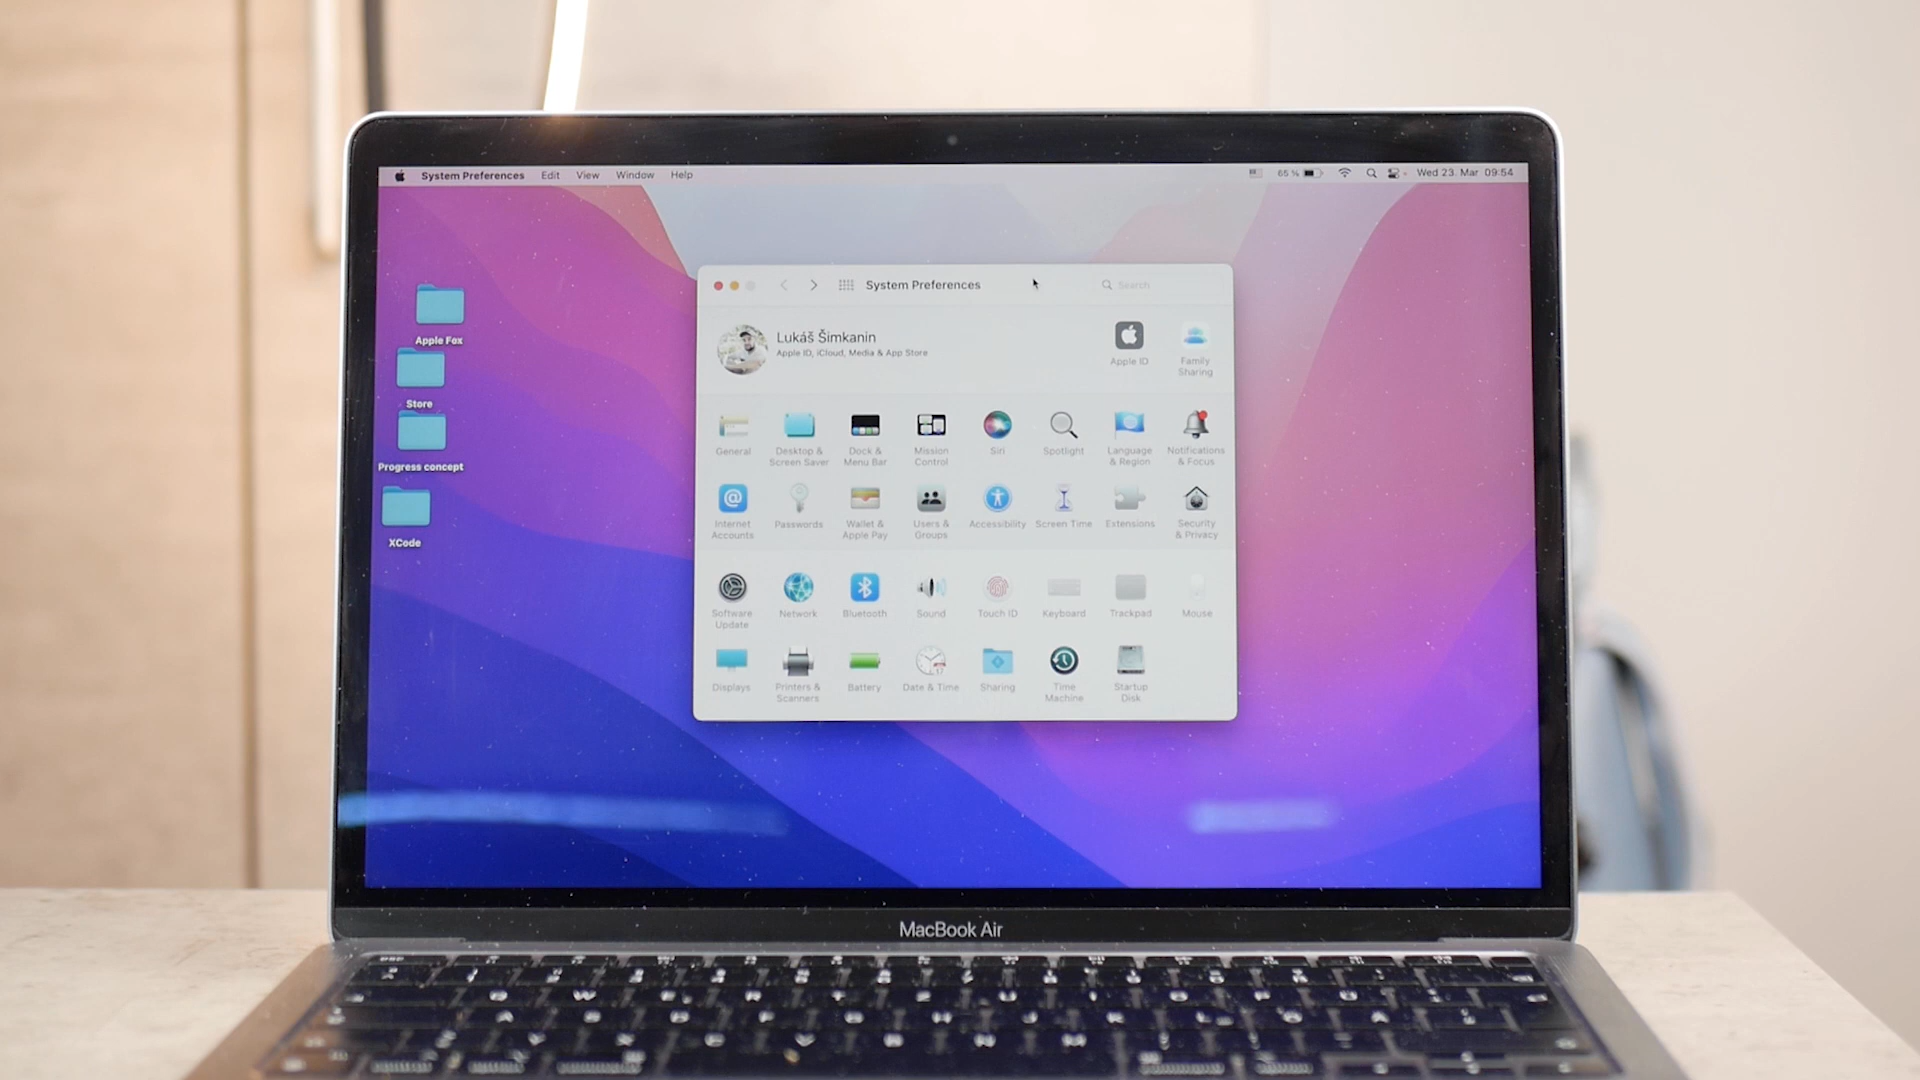 System Preferences Edit View Window Help 65 % Wed 23. Mar 09:54
Apple Fox
Store
Progress concept
XCode
System Preferences
Search
Lukáš Šimkanin
Apple ID, iCloud, Media & App Store
Apple ID
Family
Sharing
General
Desktop &
Screen Saver
Dock &
Menu Bar
Mission
Control
Siri
Spotlight
Language
& Region
Notifications
& Focus
Internet
Accounts
Passwords
Wallet &
Apple Pay
Users &
Groups
Accessibility
Screen Time
Extensions
Security
& Privacy
Software
Update
Network
Bluetooth
Sound
Touch ID
Keyboard
Trackpad
Mouse
Displays
Printers &
Scanners
Battery
Date & Time
Sharing
Time
Machine
Startup
Disk
MacBook Air